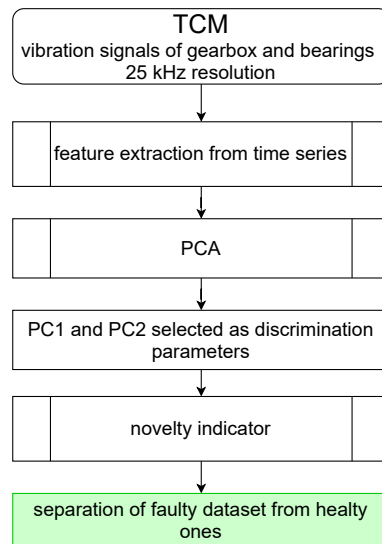 TCM
vibration signals of gearbox and bearings
25 kHz resolution
feature extraction from time series
PCA
PC1 and PC2 selected as discrimination
parameters
novelty indicator
separation of faulty dataset from healty
ones